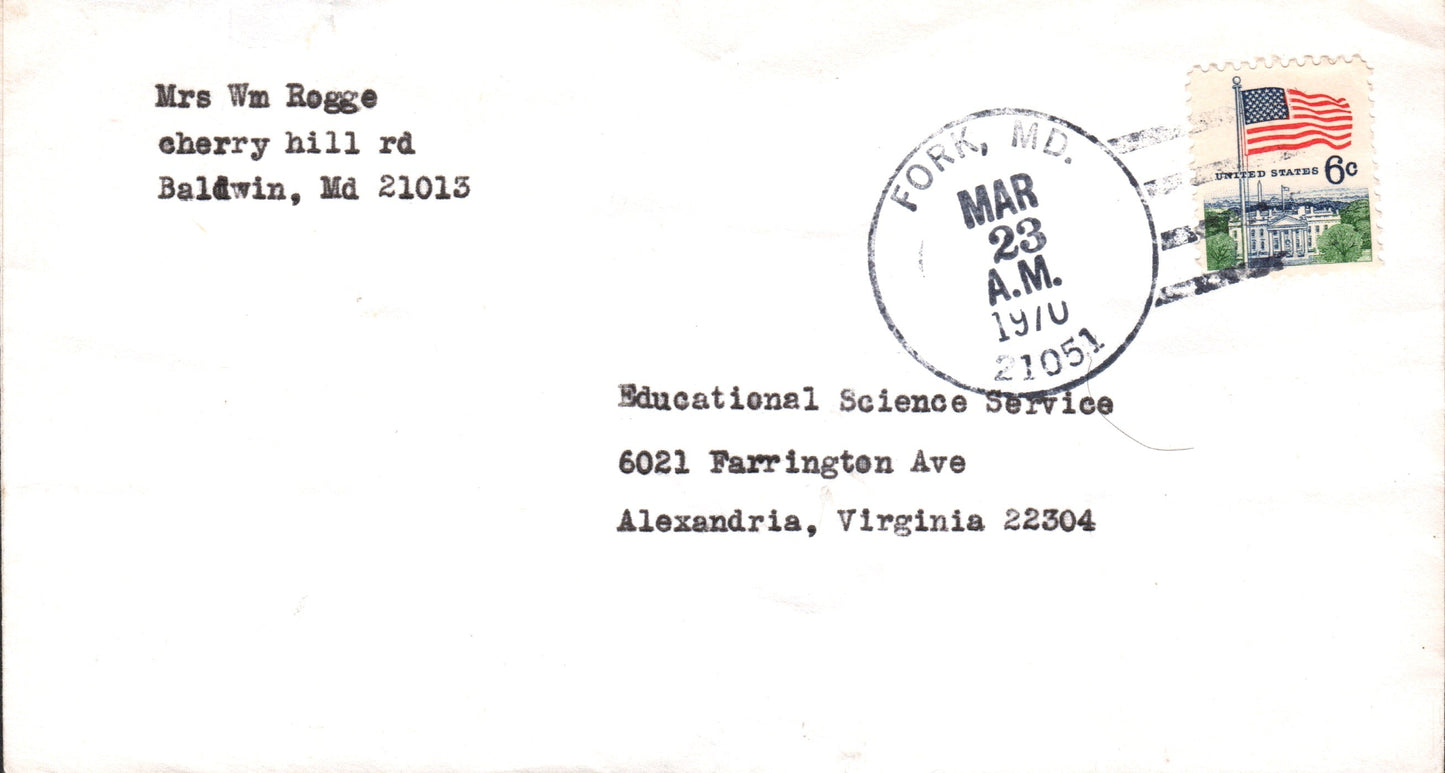 Mrs Wm Rogge
cherry hill rd
Baldwin, Md 21013
FORK, MD.
MAR
23
A.M.
1970
21051
UNITED STATES 6c
Educational Science Service
6021 Farrington Ave
Alexandria, Virginia 22304